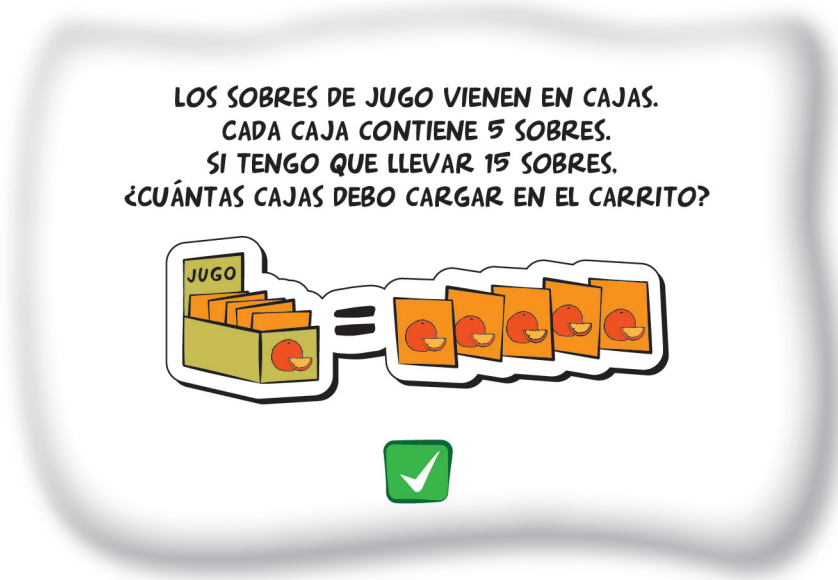 LOS SOBRES DE JUGO VIENEN EN CAJAS.
CADA CAJA CONTIENE 5 SOBRES.
SI TENGO QUE LLEVAR 15 SOBRES,
¿CUÁNTAS CAJAS DEBO CARGAR EN EL CARRITO?
JUGO
=